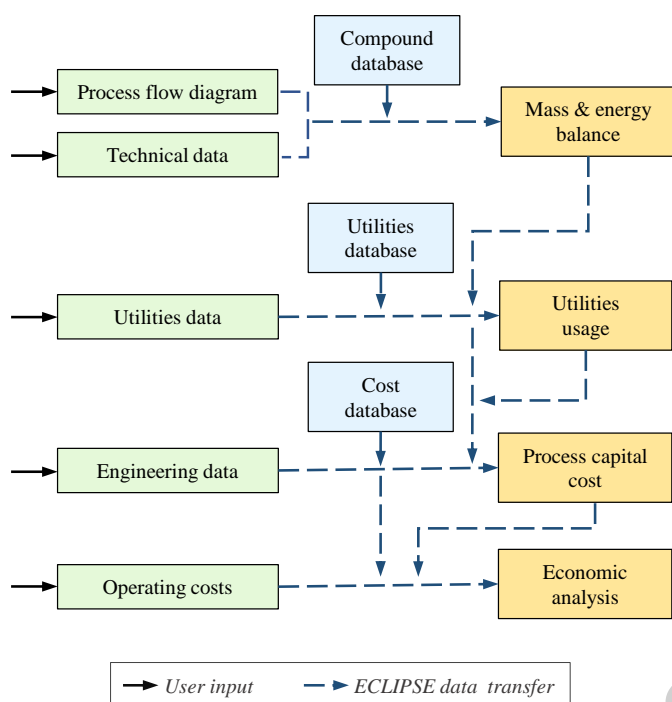 Compound
database
Process flow diagram
Mass & energy
balance
Technical data
Utilities
database
Utilities data
Utilities
usage
Cost
database
Engineering data
Process capital
cost
Operating costs
Economic
analysis
User input
ECLIPSE data transfer